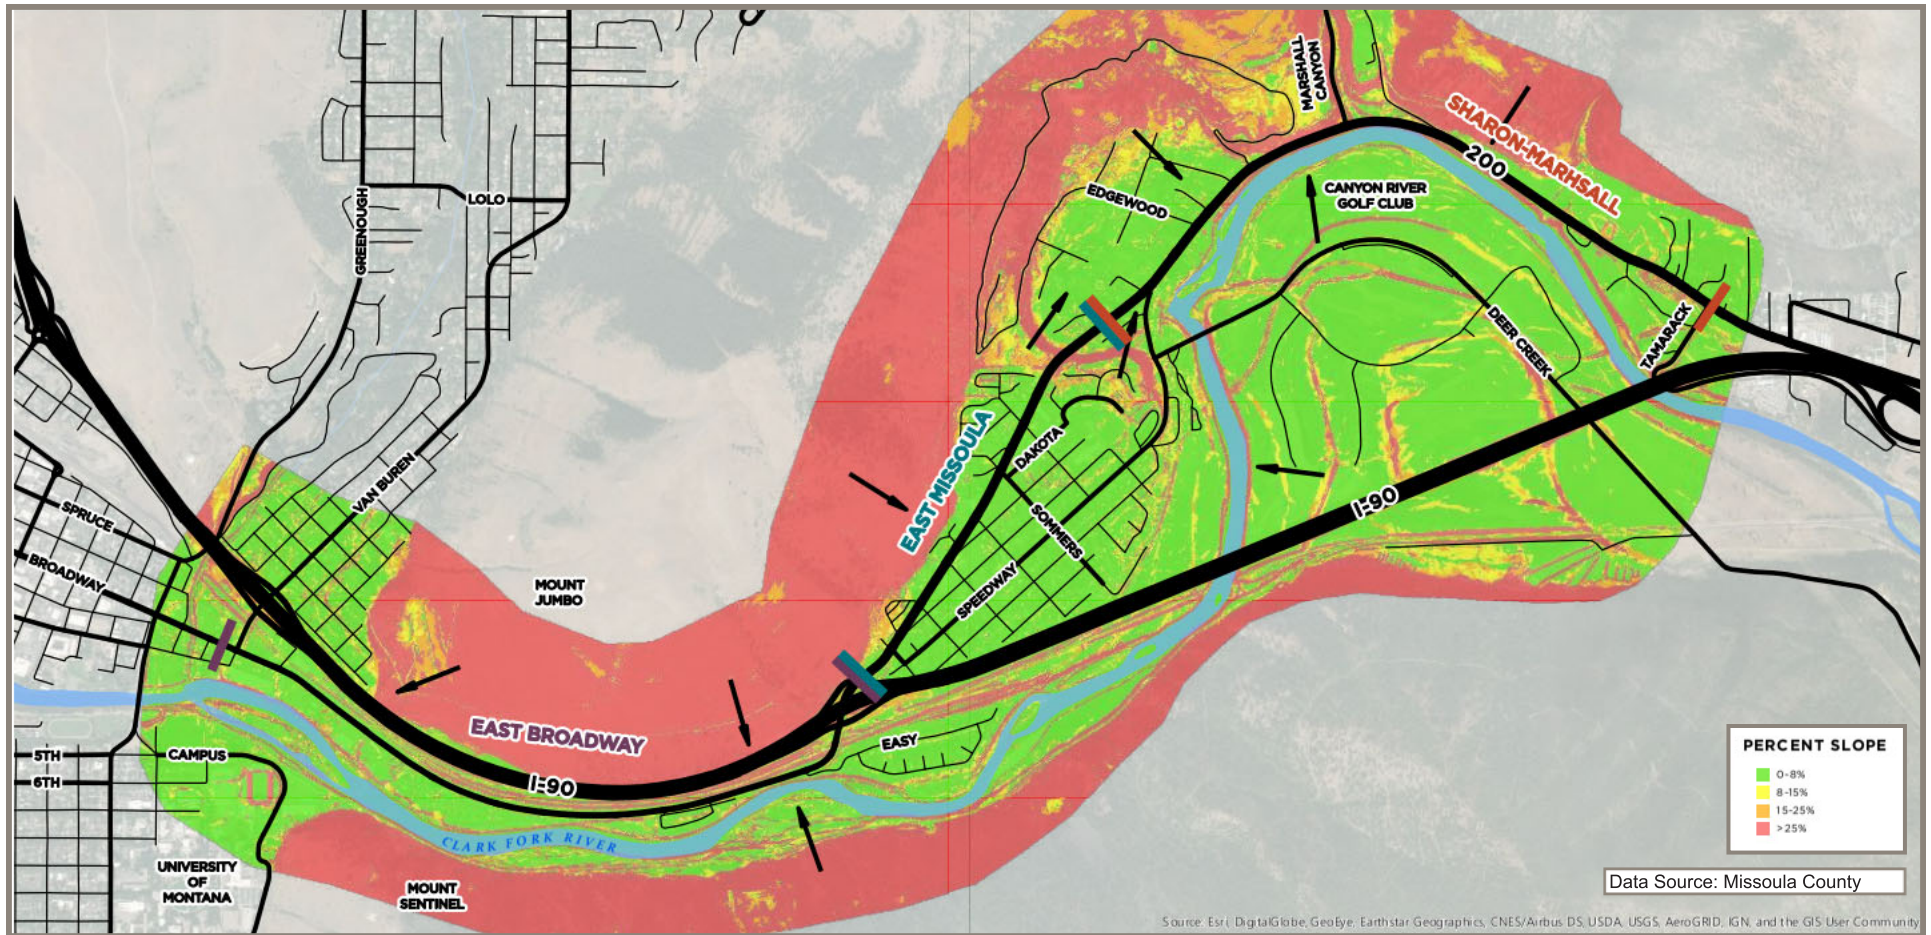 MARSHALL
CANYON
SHARON-MARHSALL
200
LOLO
GREENOUGH
EDGEWOOD
CANYON RIVER
GOLF CLUB
DEER CREEK
TAMARACK
EAST MISSOULA
DAKOTA
VAN BUREN
SPRUCE
BROADWAY
I-90
SOMMERS
SPEEDWAY
MOUNT
JUMBO
EAST BROADWAY
EASY
5TH
CAMPUS
6TH
I-90
CLARK FORK RIVER
UNIVERSITY
OF
MONTANA
MOUNT
SENTINEL
PERCENT SLOPE
0-8%
8-15%
15-25%
>25%
Data Source: Missoula County
Source: Esri, DigitalGlobe, GeoEye, Earthstar Geographics, CNES/Airbus DS, USDA, USGS, AeroGRID, IGN, and the GIS User Community